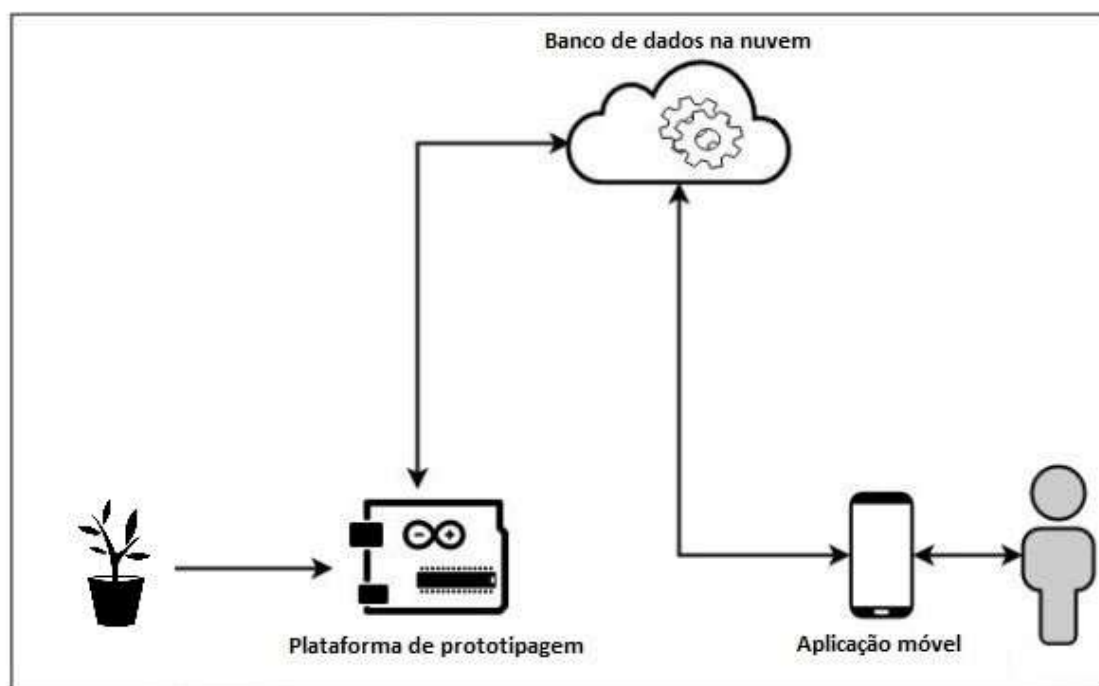 Banco de dados na nuvem
Plataforma de prototipagem
Aplicação móvel